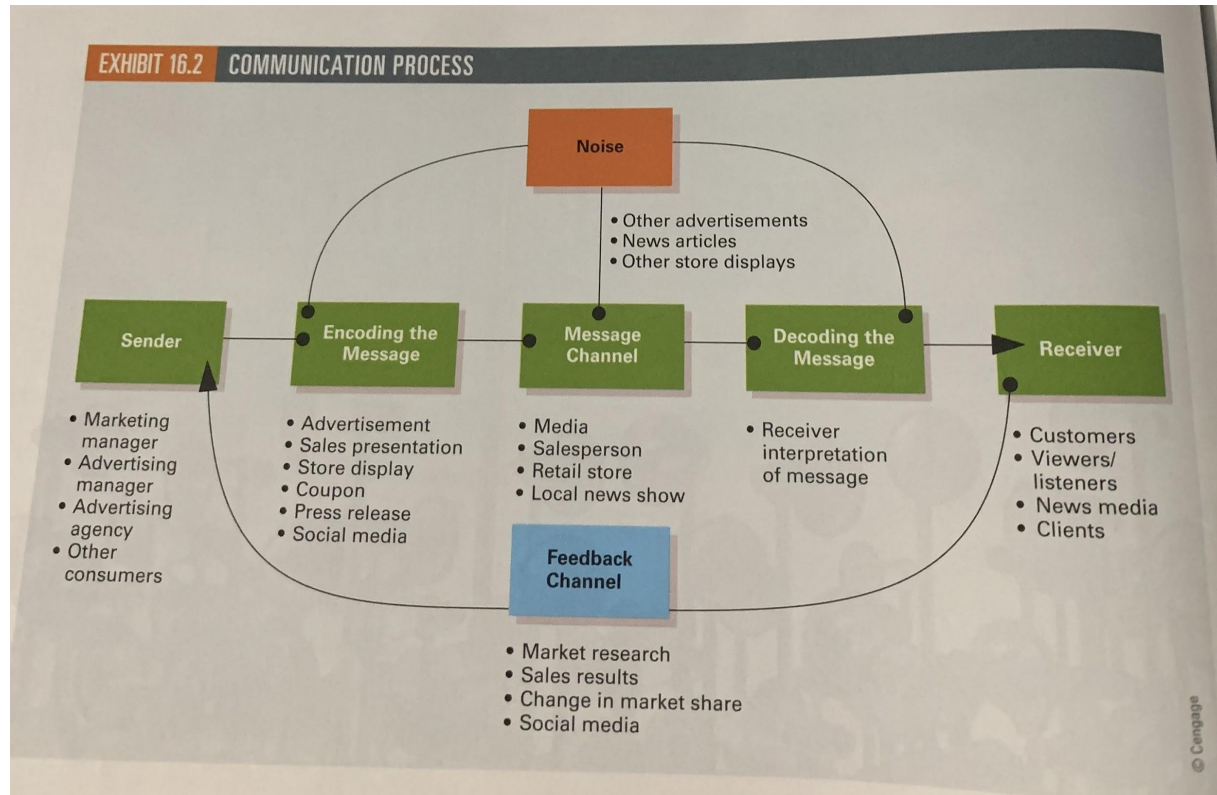 EXHIBIT 16.2 COMMUNICATION PROCESS
Noise
• Other advertisements
• News articles
• Other store displays
Sender
Encoding the
Message
Message
Channel
Decoding the
Message
Receiver
• Marketing
manager
• Advertising
manager
• Advertising
agency
• Other
consumers
• Advertisement
• Sales presentation
• Store display
• Coupon
• Press release
• Social media
• Media
• Salesperson
• Retail store
• Local news show
• Receiver
interpretation
of message
• Customers
• Viewers/
listeners
• News media
• Clients
Feedback
Channel
• Market research
• Sales results
• Change in market share
• Social media
© Cengage